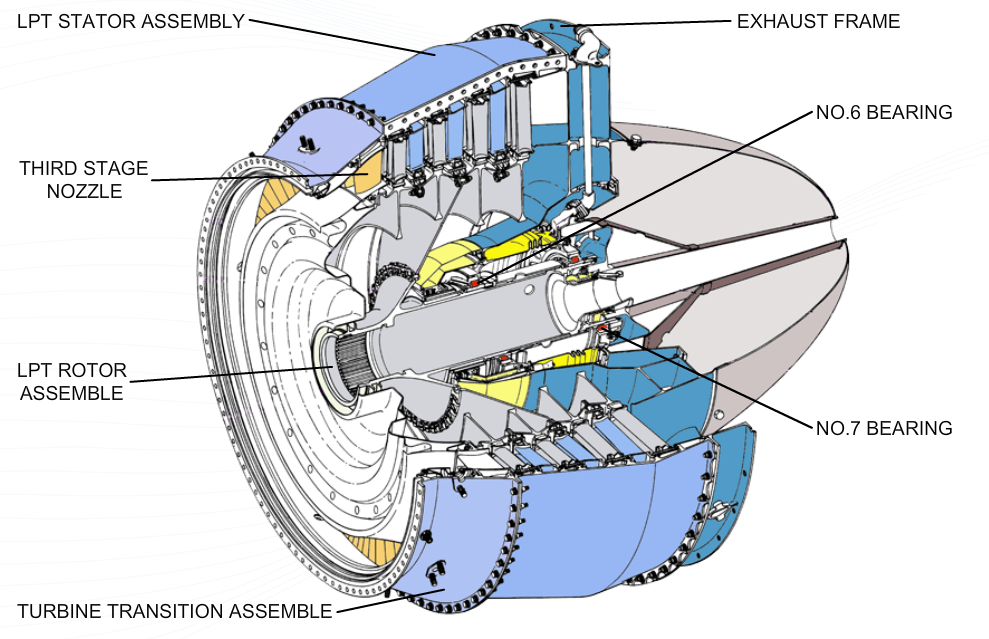 LPT STATOR ASSEMBLY
EXHAUST FRAME
NO.6 BEARING
THIRD STAGE
NOZZLE
LPT ROTOR
ASSEMBLE
NO.7 BEARING
TURBINE TRANSITION ASSEMBLE